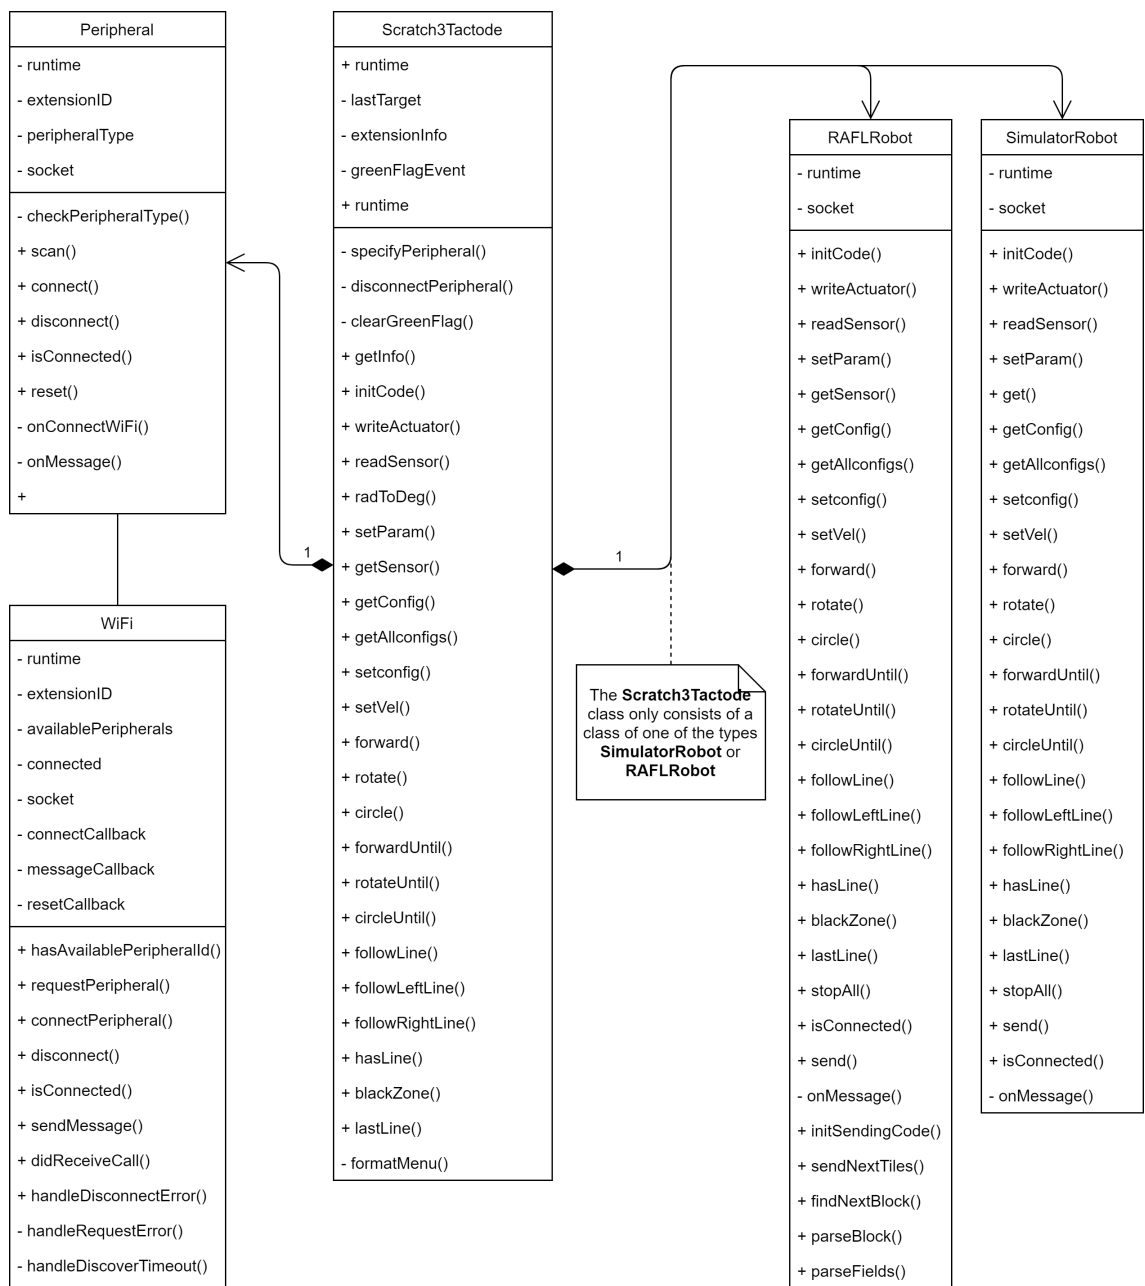 Peripheral
- runtime
- extensionID
- peripheralType
- socket
- checkPeripheralType()
+ scan()
+ connect()
+ disconnect()
+ isConnected()
+ reset()
- onConnectWiFi()
- onMessage()
+
WiFi
- runtime
- extensionID
- availablePeripherals
- connected
- socket
- connectCallback
- messageCallback
- resetCallback
+ hasAvailablePeripheralId()
+ requestPeripheral()
+ connectPeripheral()
+ disconnect()
+ isConnected()
+ sendMessage()
+ didReceiveCall()
+ handleDisconnectError()
- handleRequestError()
- handleDiscoverTimeout()
1
Scratch3Tactode
+ runtime
- lastTarget
- extensionInfo
- greenFlagEvent
+ runtime
- specifyPeripheral()
- disconnectPeripheral()
- clearGreenFlag()
+ getInfo()
+ initCode()
+ writeActuator()
+ readSensor()
+ radToDeg()
+ setParam()
+ getSensor()
+ getConfig()
+ getAllconfigs()
+ setconfig()
+ setVel()
+ forward()
+ rotate()
+ circle()
+ forwardUntil()
+ rotateUntil()
+ circleUntil()
+ followLine()
+ followLeftLine()
+ followRightLine()
+ hasLine()
+ blackZone()
+ lastLine()
- formatMenu()
1
The Scratch3Tactode
class only consists of a
class of one of the types
SimulatorRobot or
RAFLRobot
RAFLRobot
- runtime
- socket
+ initCode()
+ writeActuator()
+ readSensor()
+ setParam()
+ getSensor()
+ getConfig()
+ getAllconfigs()
+ setconfig()
+ setVel()
+ forward()
+ rotate()
+ circle()
+ forwardUntil()
+ rotateUntil()
+ circleUntil()
+ followLine()
+ followLeftLine()
+ followRightLine()
+ hasLine()
+ blackZone()
+ lastLine()
+ stopAll()
+ isConnected()
+ send()
- onMessage()
+ initSendingCode()
+ sendNextTiles()
+ findNextBlock()
+ parseBlock()
+ parseFields()
SimulatorRobot
- runtime
- socket
+ initCode()
+ writeActuator()
+ readSensor()
+ setParam()
+ get()
+ getConfig()
+ getAllconfigs()
+ setconfig()
+ setVel()
+ forward()
+ rotate()
+ circle()
+ forwardUntil()
+ rotateUntil()
+ circleUntil()
+ followLine()
+ followLeftLine()
+ followRightLine()
+ hasLine()
+ blackZone()
+ lastLine()
+ stopAll()
+ send()
+ isConnected()
- onMessage()